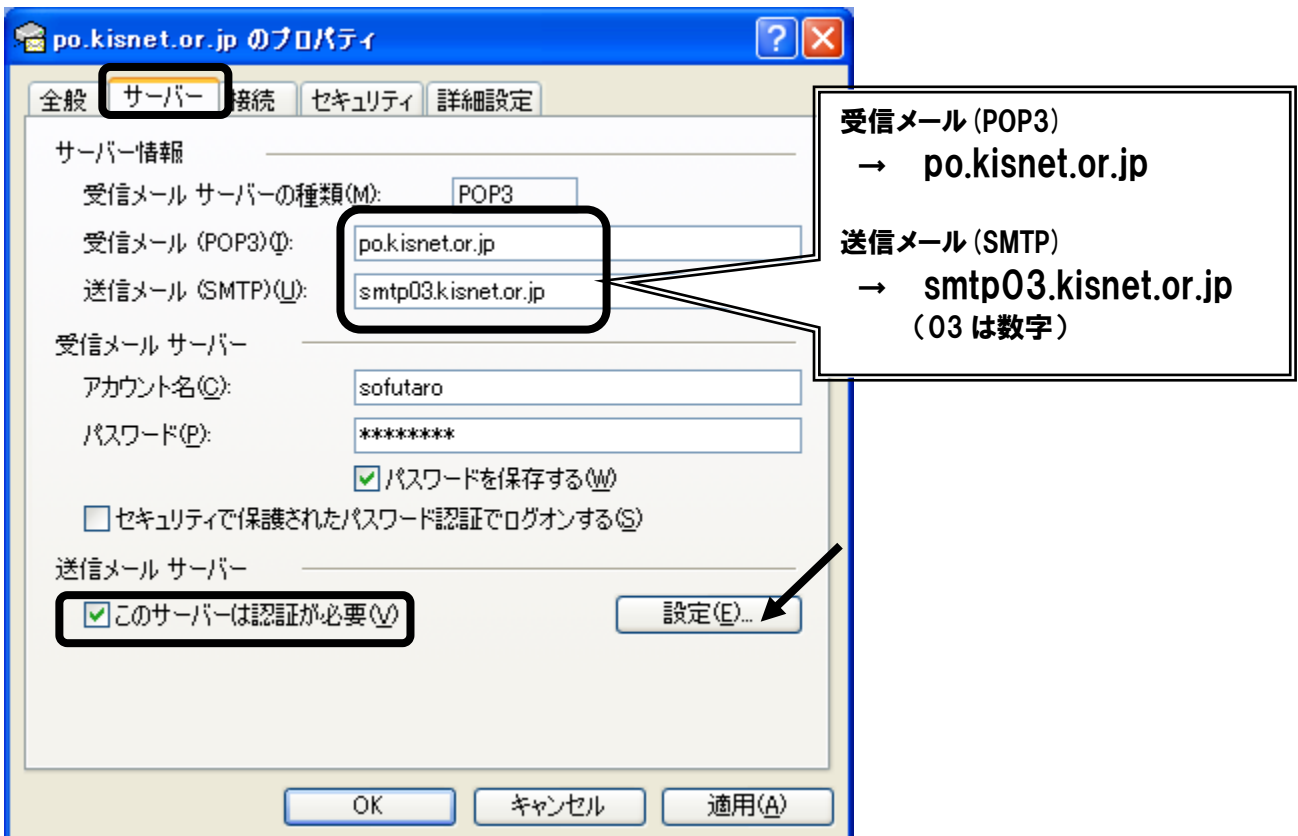 po.kisnet.or.jp のプロパティ
全般 サーバー 接続 セキュリティ 詳細設定
サーバー情報
受信メール サーバーの種類(M): POP3
受信メール (POP3)(I): po.kisnet.or.jp
送信メール (SMTP)(U): smtp03.kisnet.or.jp
受信メール サーバー
アカウント名(C): sofutaro
パスワード(P): ********
パスワードを保存する(W)
セキュリティで保護されたパスワード認証でログオンする(S)
送信メール サーバー
このサーバーは認証が必要(V) 設定(E)...
OK キャンセル 適用(A)
受信メール(POP3)
→ po.kisnet.or.jp
送信メール(SMTP)
→ smtp03.kisnet.or.jp
(03は数字)